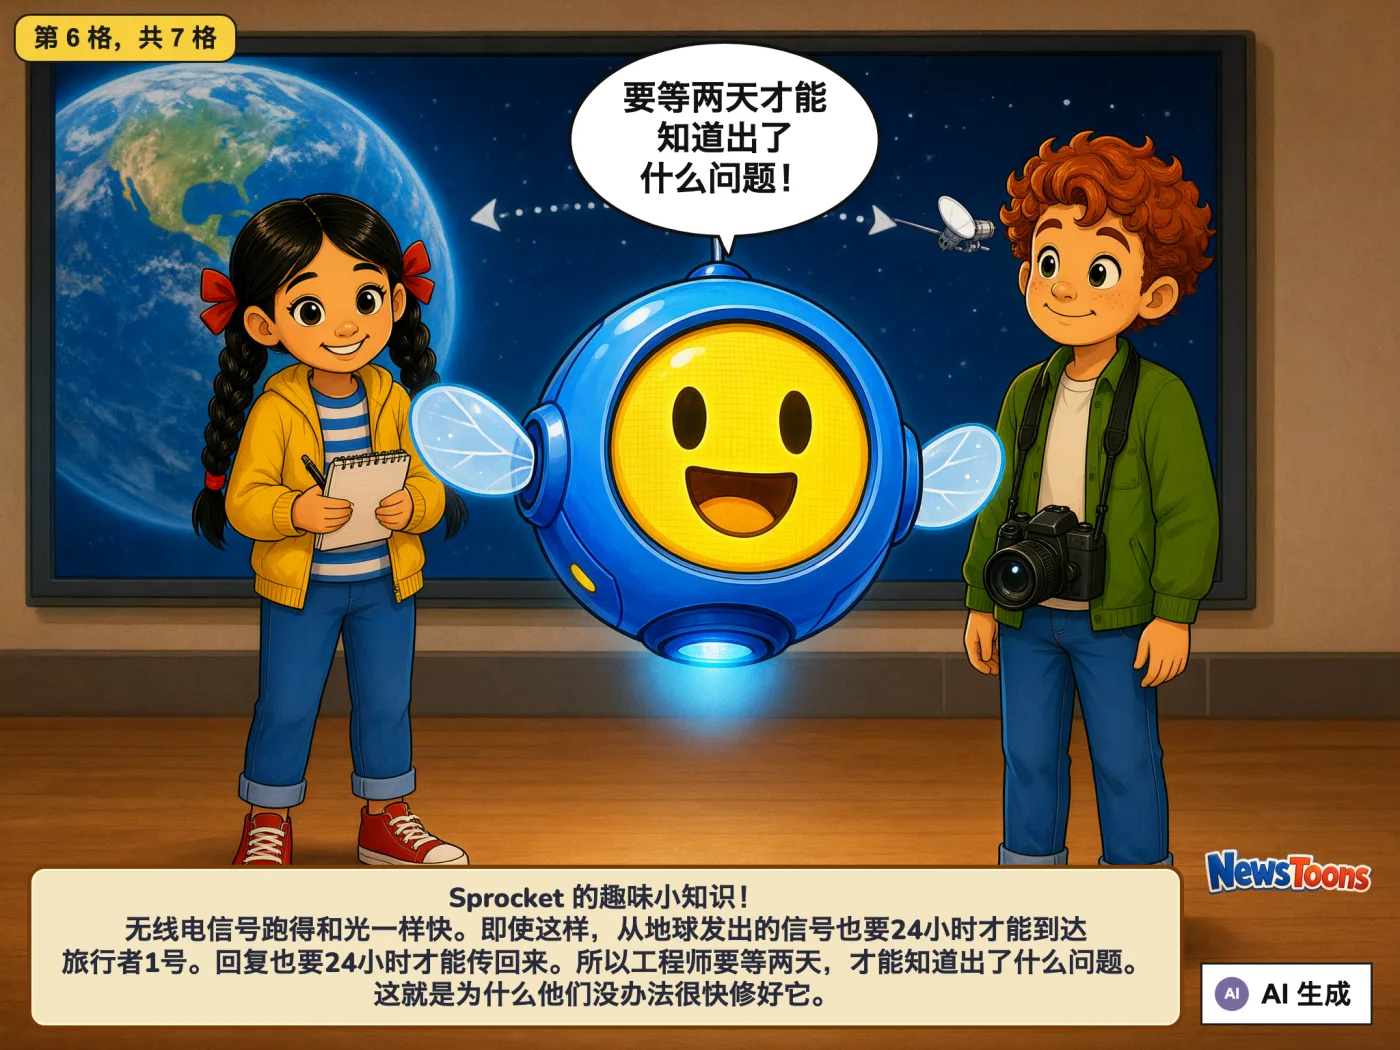 第 6 格，共 7 格
要等两天才能
知道出了
什么问题！
Sprocket 的趣味小知识！
无线电信号跑得和光一样快。即使这样，从地球发出的信号也要24小时才能到达
旅行者1号。回复也要24小时才能传回来。所以工程师要等两天，才能知道出了什么问题。
这就是为什么他们没办法很快修好它。
NewsToons
AI AI 生成